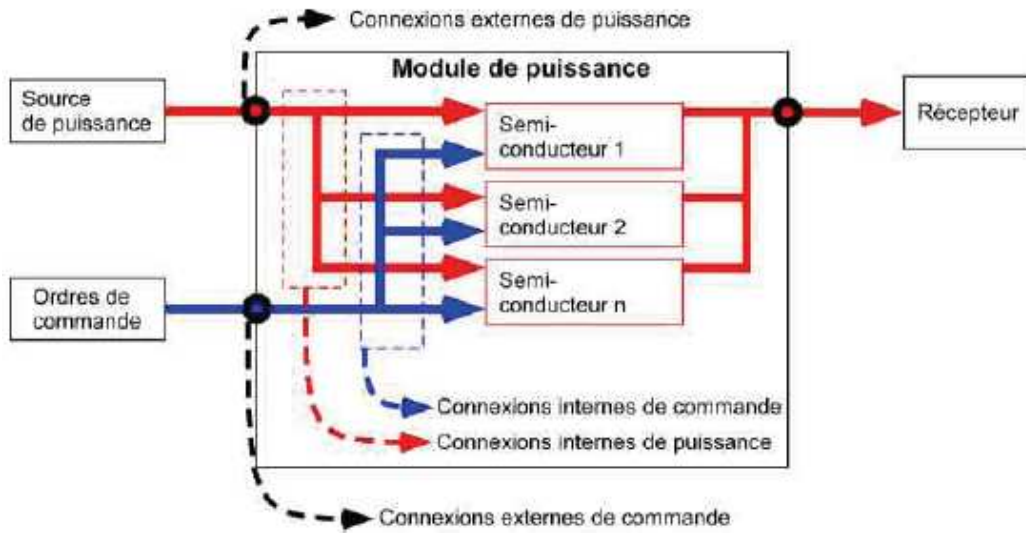 Connexions externes de puissance
Module de puissance
Source
de puissance
Semi-
conducteur 1
Récepteur
Semi-
conducteur 2
Semi-
conducteur n
Ordres de
commande
Connexions internes de commande
Connexions internes de puissance
Connexions externes de commande